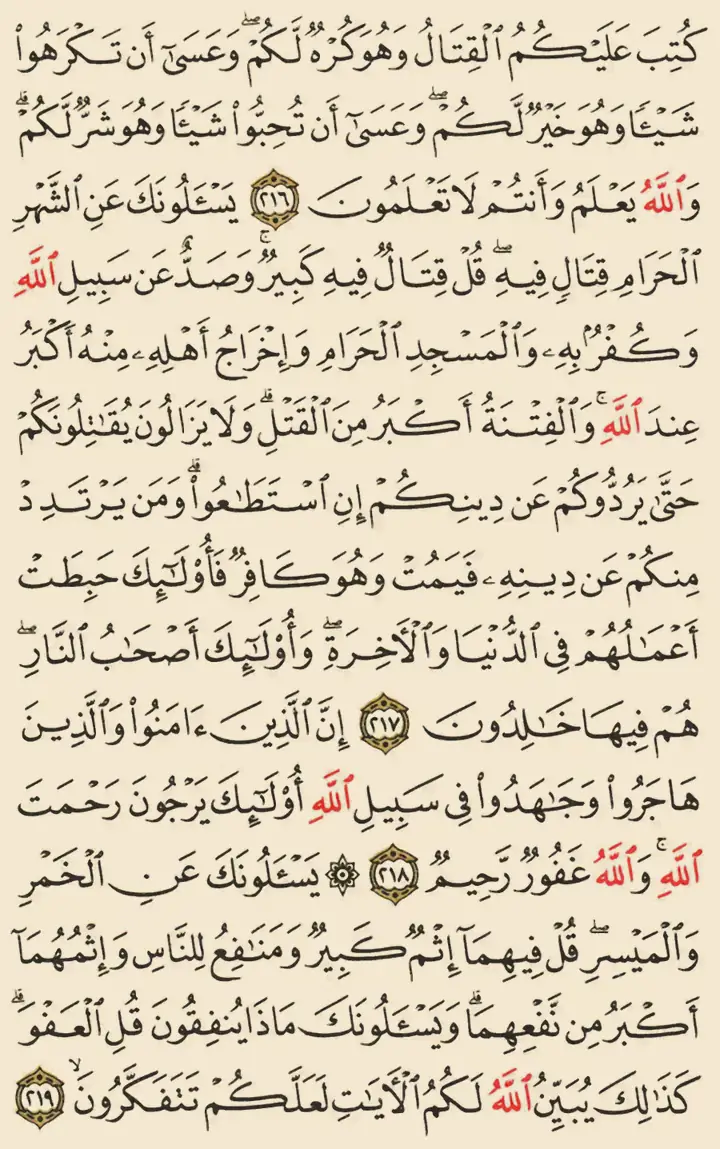 كُتِبَ عَلَيْكُمُ ٱلْقِتَالُ وَهُوَ كُرْهٌ لَّكُمْ ۖ وَعَسَىٰٓ أَن تَكْرَهُوا۟
شَيْـًٔا وَهُوَ خَيْرٌ لَّكُمْ ۖ وَعَسَىٰٓ أَن تُحِبُّوا۟ شَيْـًٔا وَهُوَ شَرٌّ لَّكُمْ ۗ
وَٱللَّهُ يَعْلَمُ وَأَنتُمْ لَا تَعْلَمُونَ ٢١٦ يَسْـَٔلُونَكَ عَنِ ٱلشَّهْرِ
ٱلْحَرَامِ قِتَالٍ فِيهِ ۖ قُلْ قِتَالٌ فِيهِ كَبِيرٌ ۚ وَصَدٌّ عَن سَبِيلِ ٱللَّهِ
وَكُفْرٌۢ بِهِۦ وَٱلْمَسْجِدِ ٱلْحَرَامِ وَإِخْرَاجُ أَهْلِهِۦ مِنْهُ أَكْبَرُ
عِندَ ٱللَّهِ ۚ وَٱلْفِتْنَةُ أَكْبَرُ مِنَ ٱلْقَتْلِ ۗ وَلَا يَزَالُونَ يُقَـٰتِلُونَكُمْ
حَتَّىٰ يَرُدُّوكُمْ عَن دِينِكُمْ إِنِ ٱسْتَطَـٰعُوا۟ ۚ وَمَن يَرْتَدِدْ
مِنكُمْ عَن دِينِهِۦ فَيَمُتْ وَهُوَ كَافِرٌ فَأُو۟لَـٰٓئِكَ حَبِطَتْ
أَعْمَـٰلُهُمْ فِى ٱلدُّنْيَا وَٱلْـَٔاخِرَةِ ۖ وَأُو۟لَـٰٓئِكَ أَصْحَـٰبُ ٱلنَّارِ ۖ
هُمْ فِيهَا خَـٰلِدُونَ ٢١٧ إِنَّ ٱلَّذِينَ ءَامَنُوا۟ وَٱلَّذِينَ
هَاجَرُوا۟ وَجَـٰهَدُوا۟ فِى سَبِيلِ ٱللَّهِ أُو۟لَـٰٓئِكَ يَرْجُونَ رَحْمَتَ
ٱللَّهِ ۚ وَٱللَّهُ غَفُورٌ رَّحِيمٌ ٢١٨ ۞ يَسْـَٔلُونَكَ عَنِ ٱلْخَمْرِ
وَٱلْمَيْسِرِ ۖ قُلْ فِيهِمَآ إِثْمٌ كَبِيرٌ وَمَنَـٰفِعُ لِلنَّاسِ وَإِثْمُهُمَآ
أَكْبَرُ مِن نَّفْعِهِمَا ۗ وَيَسْـَٔلُونَكَ مَاذَا يُنفِقُونَ قُلِ ٱلْعَفْوَ ۗ
كَذَٰلِكَ يُبَيِّنُ ٱللَّهُ لَكُمُ ٱلْـَٔايَـٰتِ لَعَلَّكُمْ تَتَفَكَّرُونَ ۙ ٢١٩